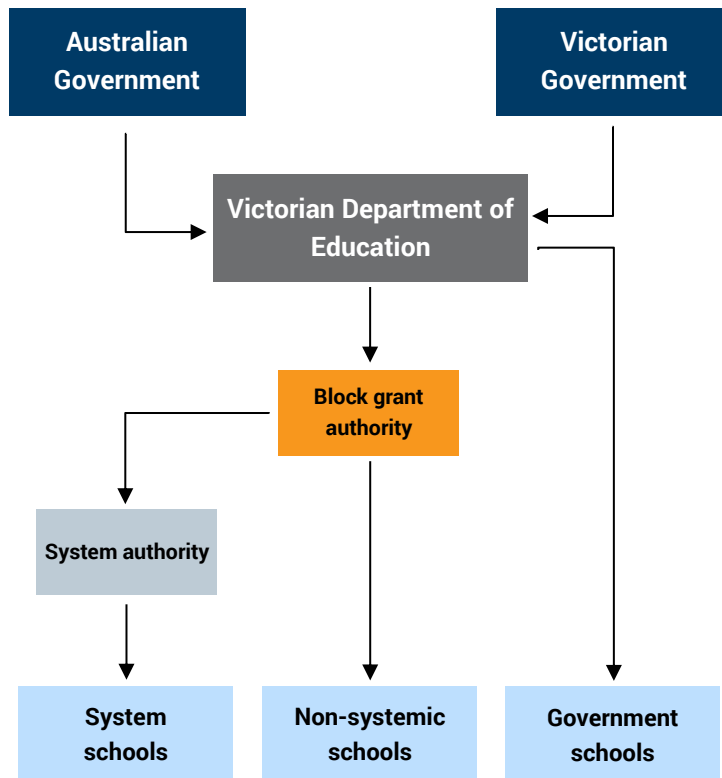 Australian
Government
Victorian
Government
Victorian Department of
Education
Block grant
authority
System authority
System
schools
Non-systemic
schools
Government
schools